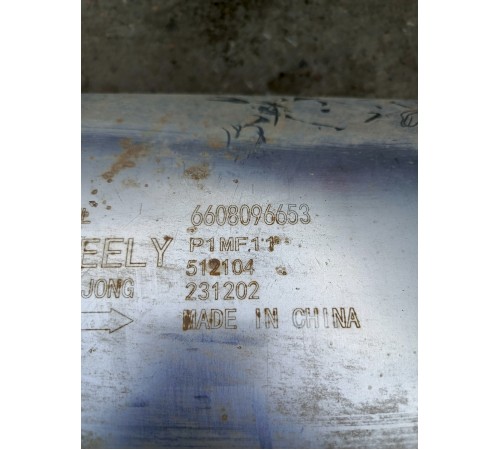 6608096653
EELY P1MF11
512104
JONG 231202
MADE IN CHINA